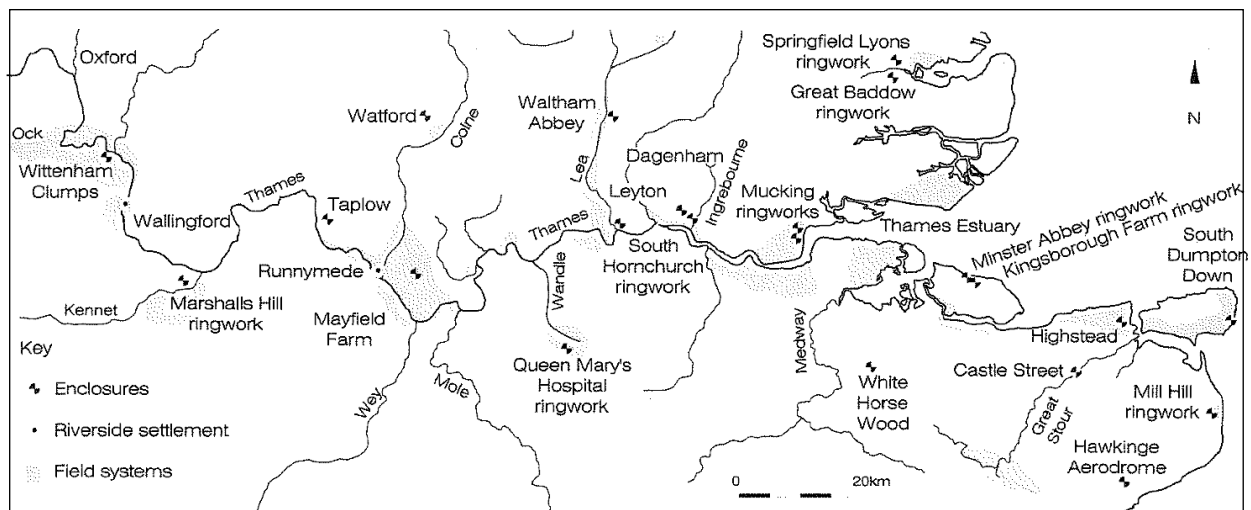 Oxford
Ock
Wittenham
Clumps
Wallingford
Thames
Kennet
Marshalls Hill
ringwork
Watford
Colne
Taplow
Runnymede
Mayfield
Farm
Wey
Mole
Waltham
Abbey
Lea
Leyton
Thames
Wandle
Queen Mary's
Hospital
ringwork
Dagenham
Ingrebourne
South
Hornchurch
ringwork
Springfield Lyons
ringwork
Great Baddow
ringwork
Mucking
ringworks
Thames Estuary
Minster Abbey ringwork
Kingsborough Farm ringwork
South
Dumpton
Down
Medway
White
Horse
Wood
Highstead
Castle Street
Great
Stour
Mill Hill
ringwork
Hawkinge
Aerodrome
N
Key
Enclosures
Riverside settlement
Field systems
0 20km